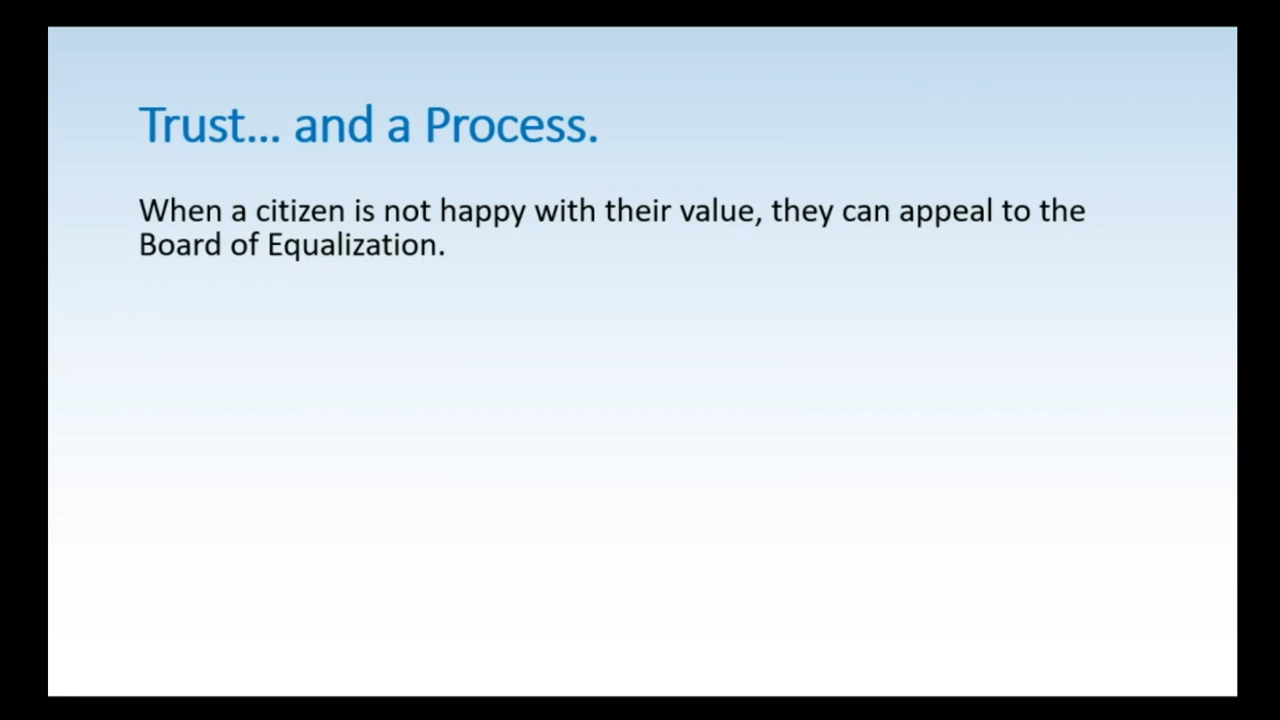 Trust... and a Process.
When a citizen is not happy with their value, they can appeal to the
Board of Equalization.